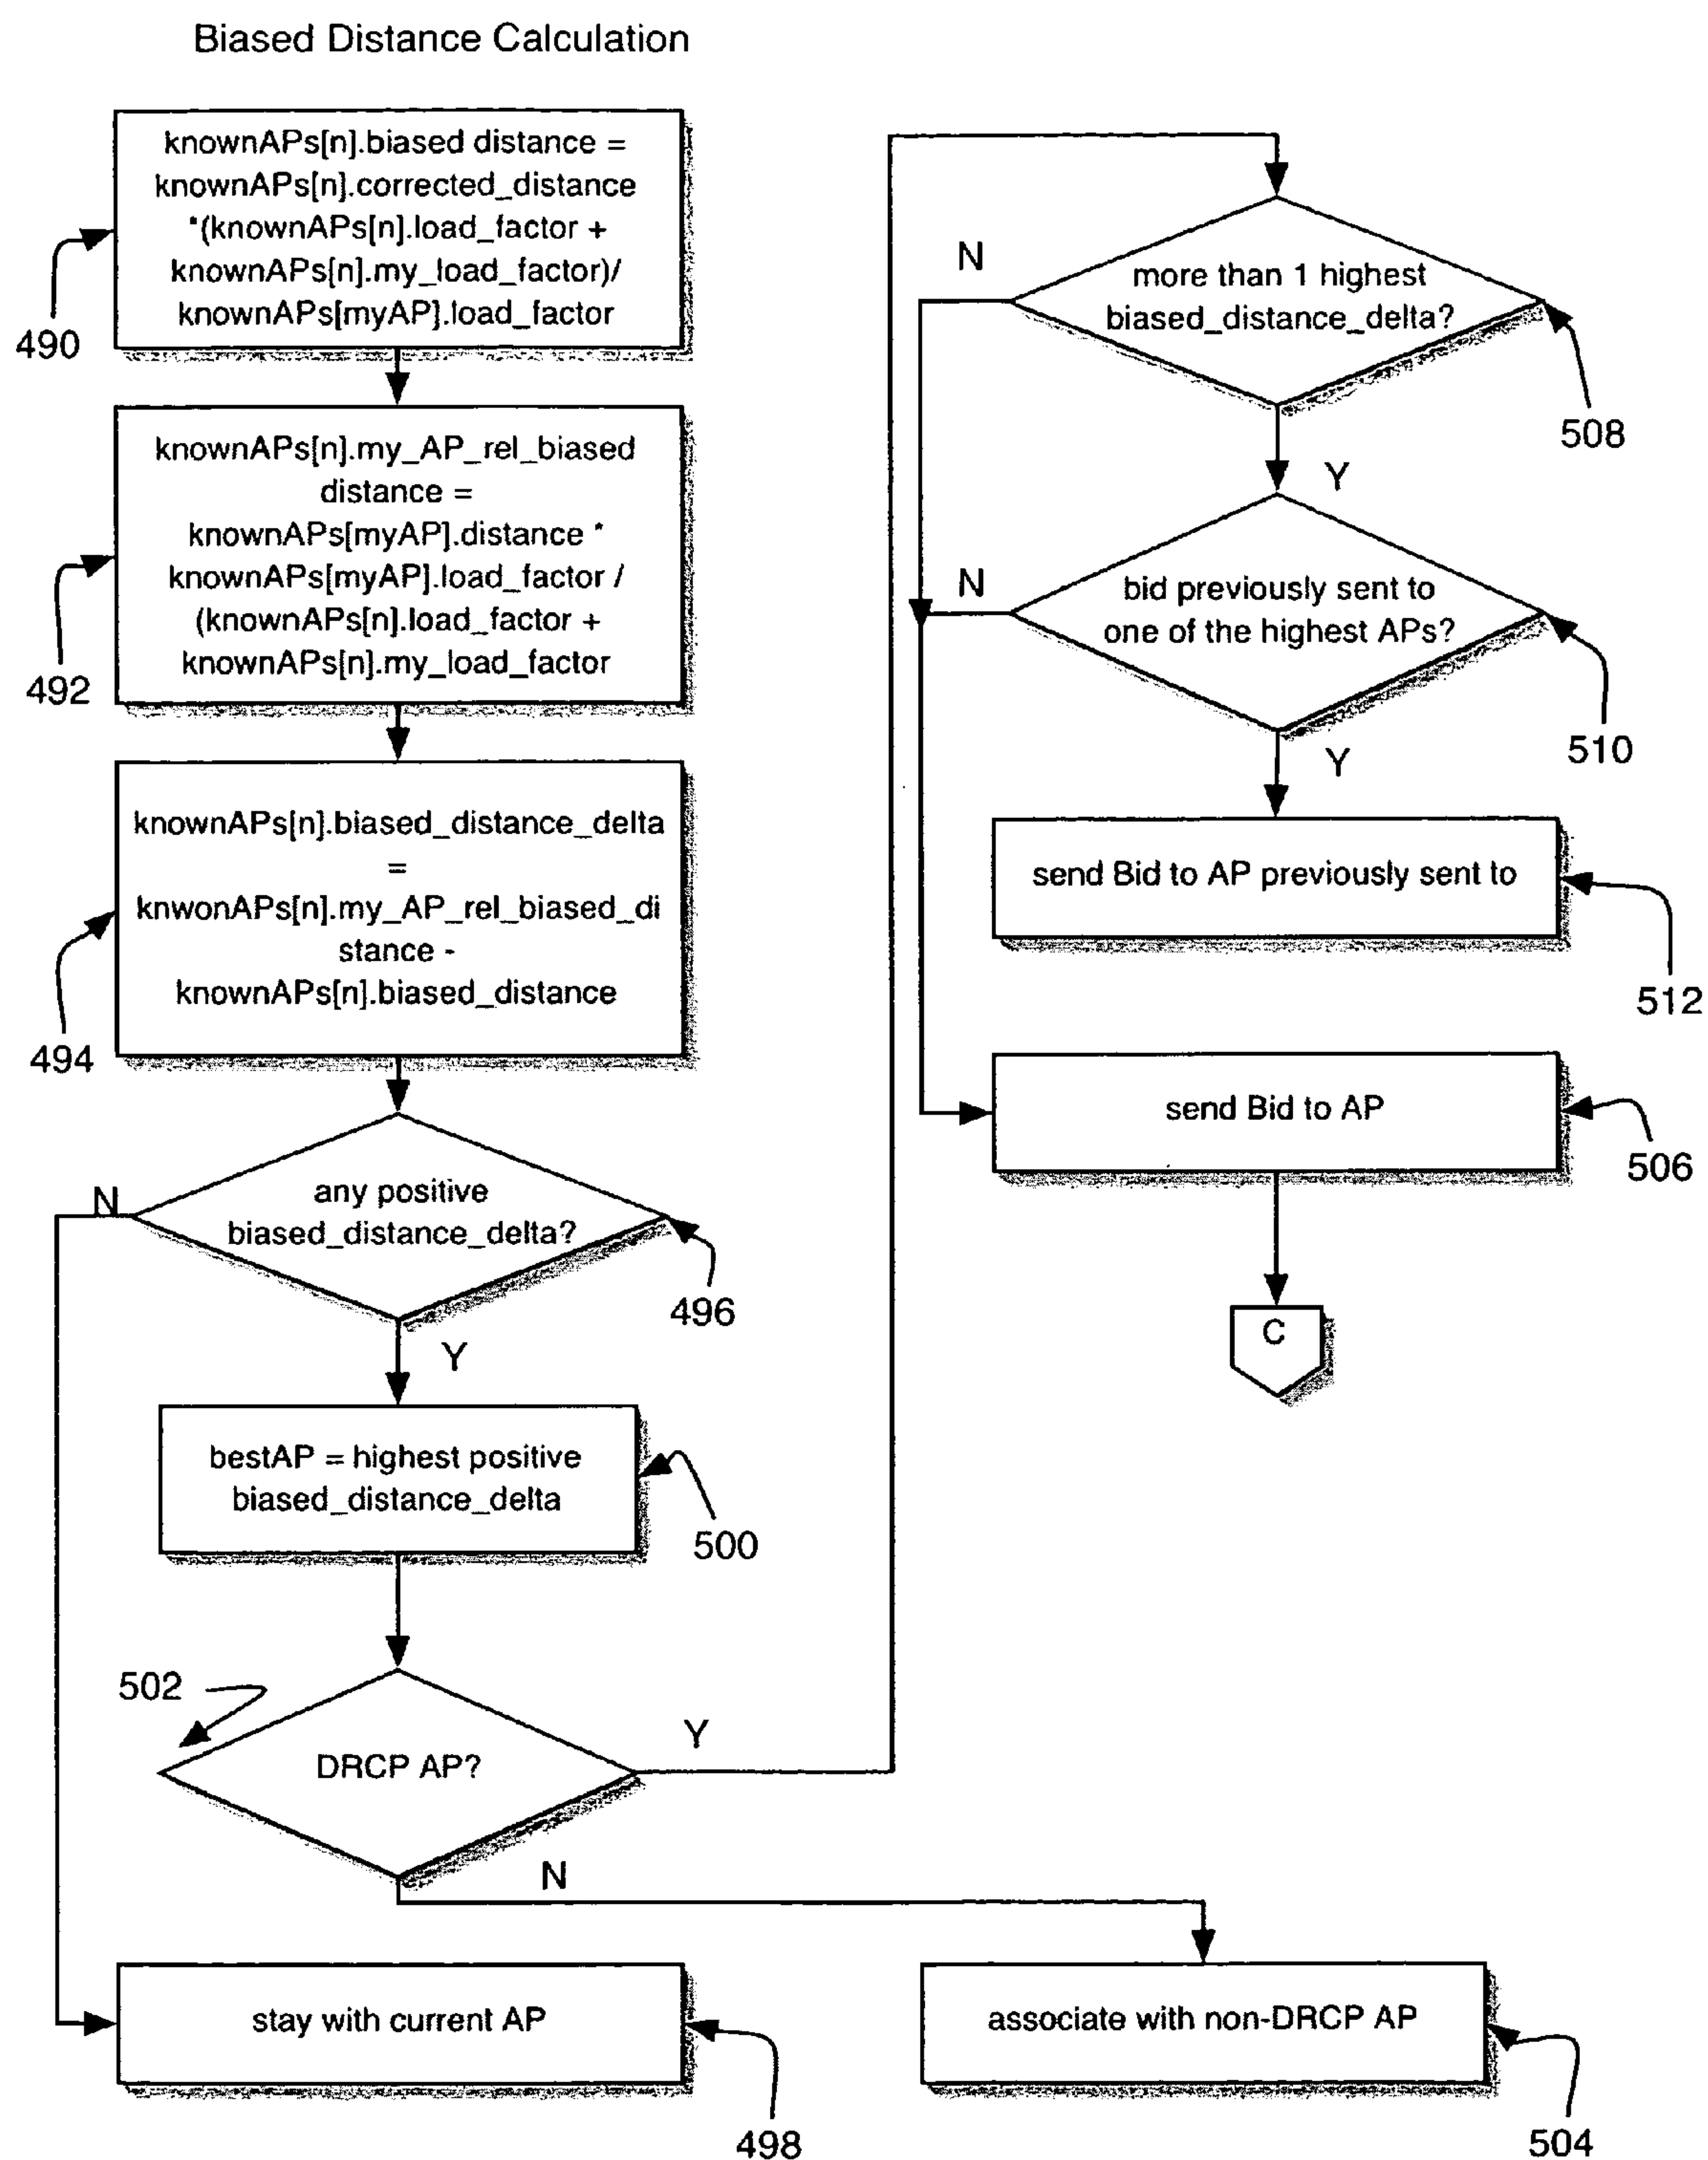 Biased Distance Calculation
knownAPs[n].biased distance =
knownAPs[n].corrected_distance
*(knownAPs[n].load_factor +
knownAPs[n].my_load_factor)/
knownAPs[myAP].load_factor
490
knownAPs[n].my_AP_rel_biased
distance =
knownAPs[myAP].distance *
knownAPs[myAP].load_factor /
(knownAPs[n].load_factor +
knownAPs[n].my_load_factor
492
knownAPs[n].biased_distance_delta
=
knwonAPs[n].my_AP_rel_biased_di
stance -
knownAPs[n].biased_distance
494
N
any positive
biased_distance_delta?
496
Y
bestAP = highest positive
biased_distance_delta
500
502
DRCP AP?
Y
N
stay with current AP
498
N
more than 1 highest
biased_distance_delta?
508
Y
N
bid previously sent to
one of the highest APs?
510
Y
send Bid to AP previously sent to
512
send Bid to AP
506
C
associate with non-DRCP AP
504